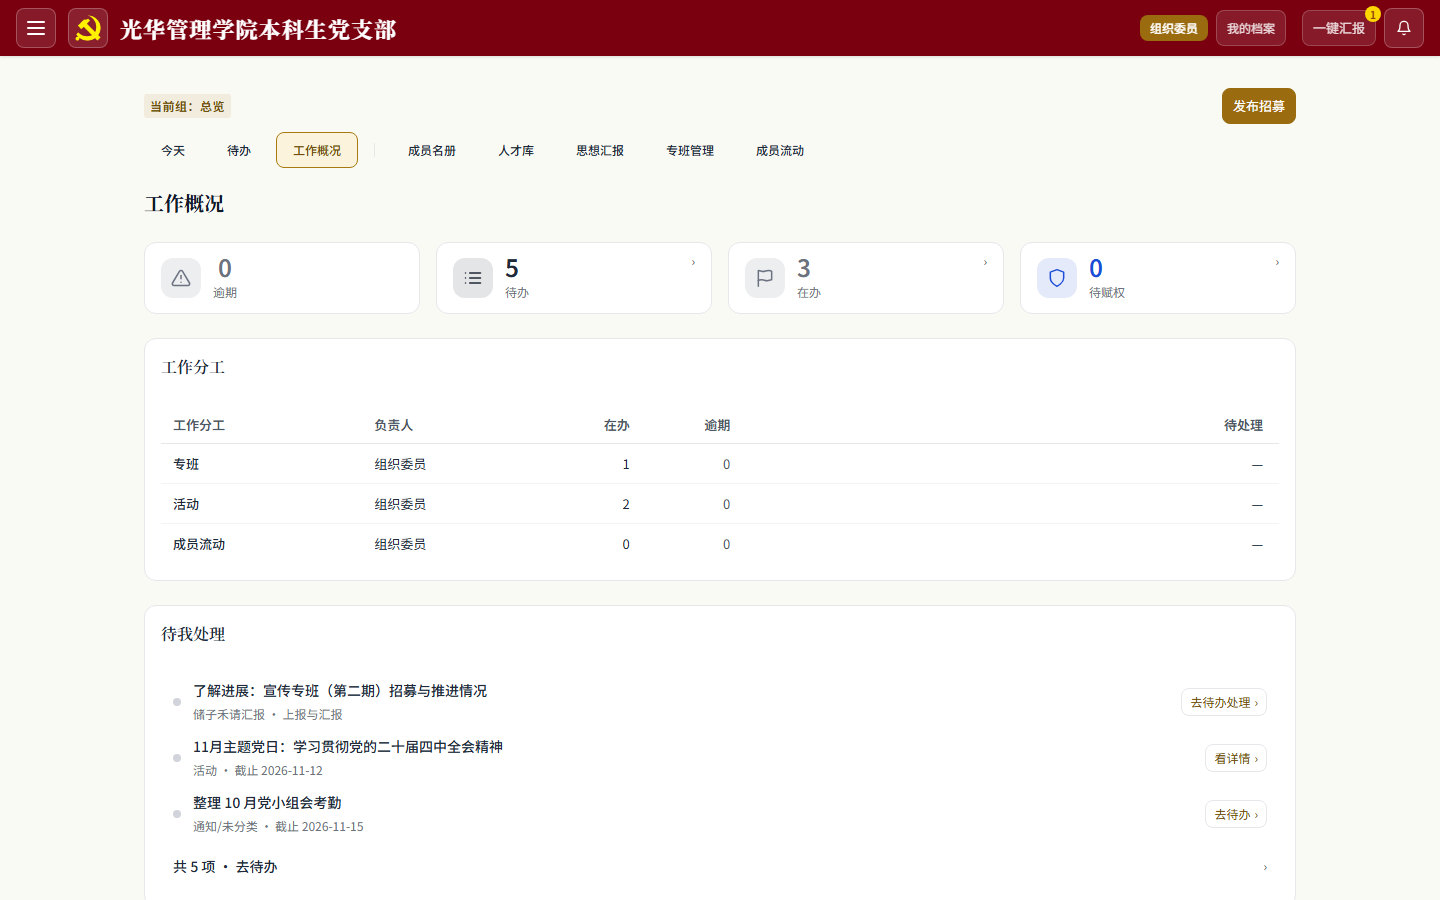 光华管理学院本科生党支部
组织委员
我的档案
一键汇报
1
当前组：总览
发布招募
今天
待办
工作概况
成员名册
人才库
思想汇报
专班管理
成员流动
工作概况
0
逾期
5
待办
3
在办
0
待赋权
工作分工
工作分工 负责人 在办 逾期 待处理
专班 组织委员 1 0 —
活动 组织委员 2 0 —
成员流动 组织委员 0 0 —
待我处理
了解进展：宣传专班（第二期）招募与推进情况
储子禾请汇报 · 上报与汇报
去待办处理 ›
11月主题党日：学习贯彻党的二十届四中全会精神
活动 · 截止 2026-11-12
看详情 ›
整理 10 月党小组会考勤
通知/未分类 · 截止 2026-11-15
去待办 ›
共 5 项 · 去待办 ›